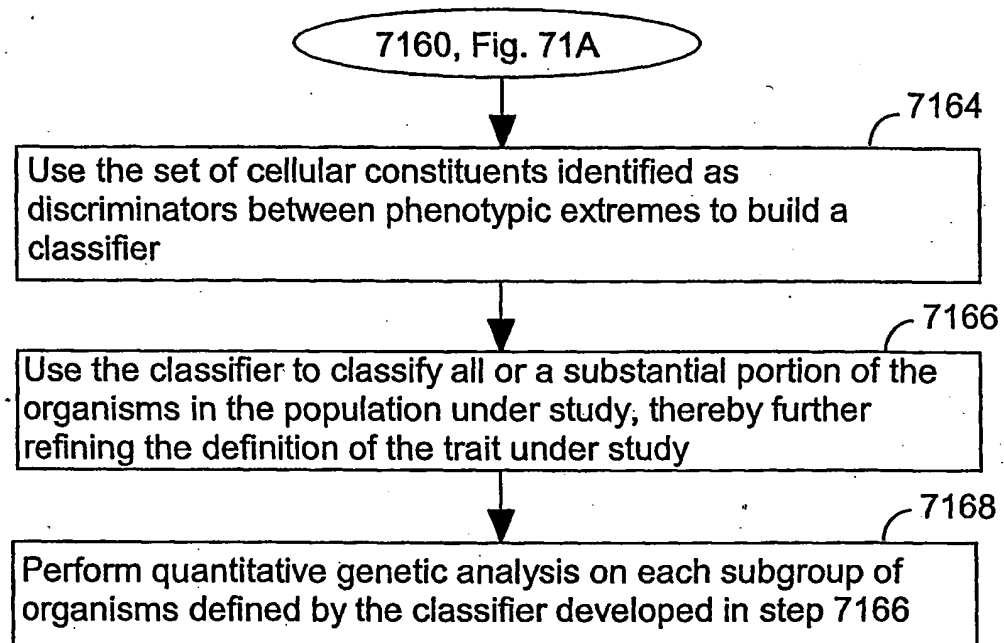 7160, Fig. 71A
7164
Use the set of cellular constituents identified as
discriminators between phenotypic extremes to build a
classifier
7166
Use the classifier to classify all or a substantial portion of the
organisms in the population under study, thereby further
refining the definition of the trait under study
7168
Perform quantitative genetic analysis on each subgroup of
organisms defined by the classifier developed in step 7166